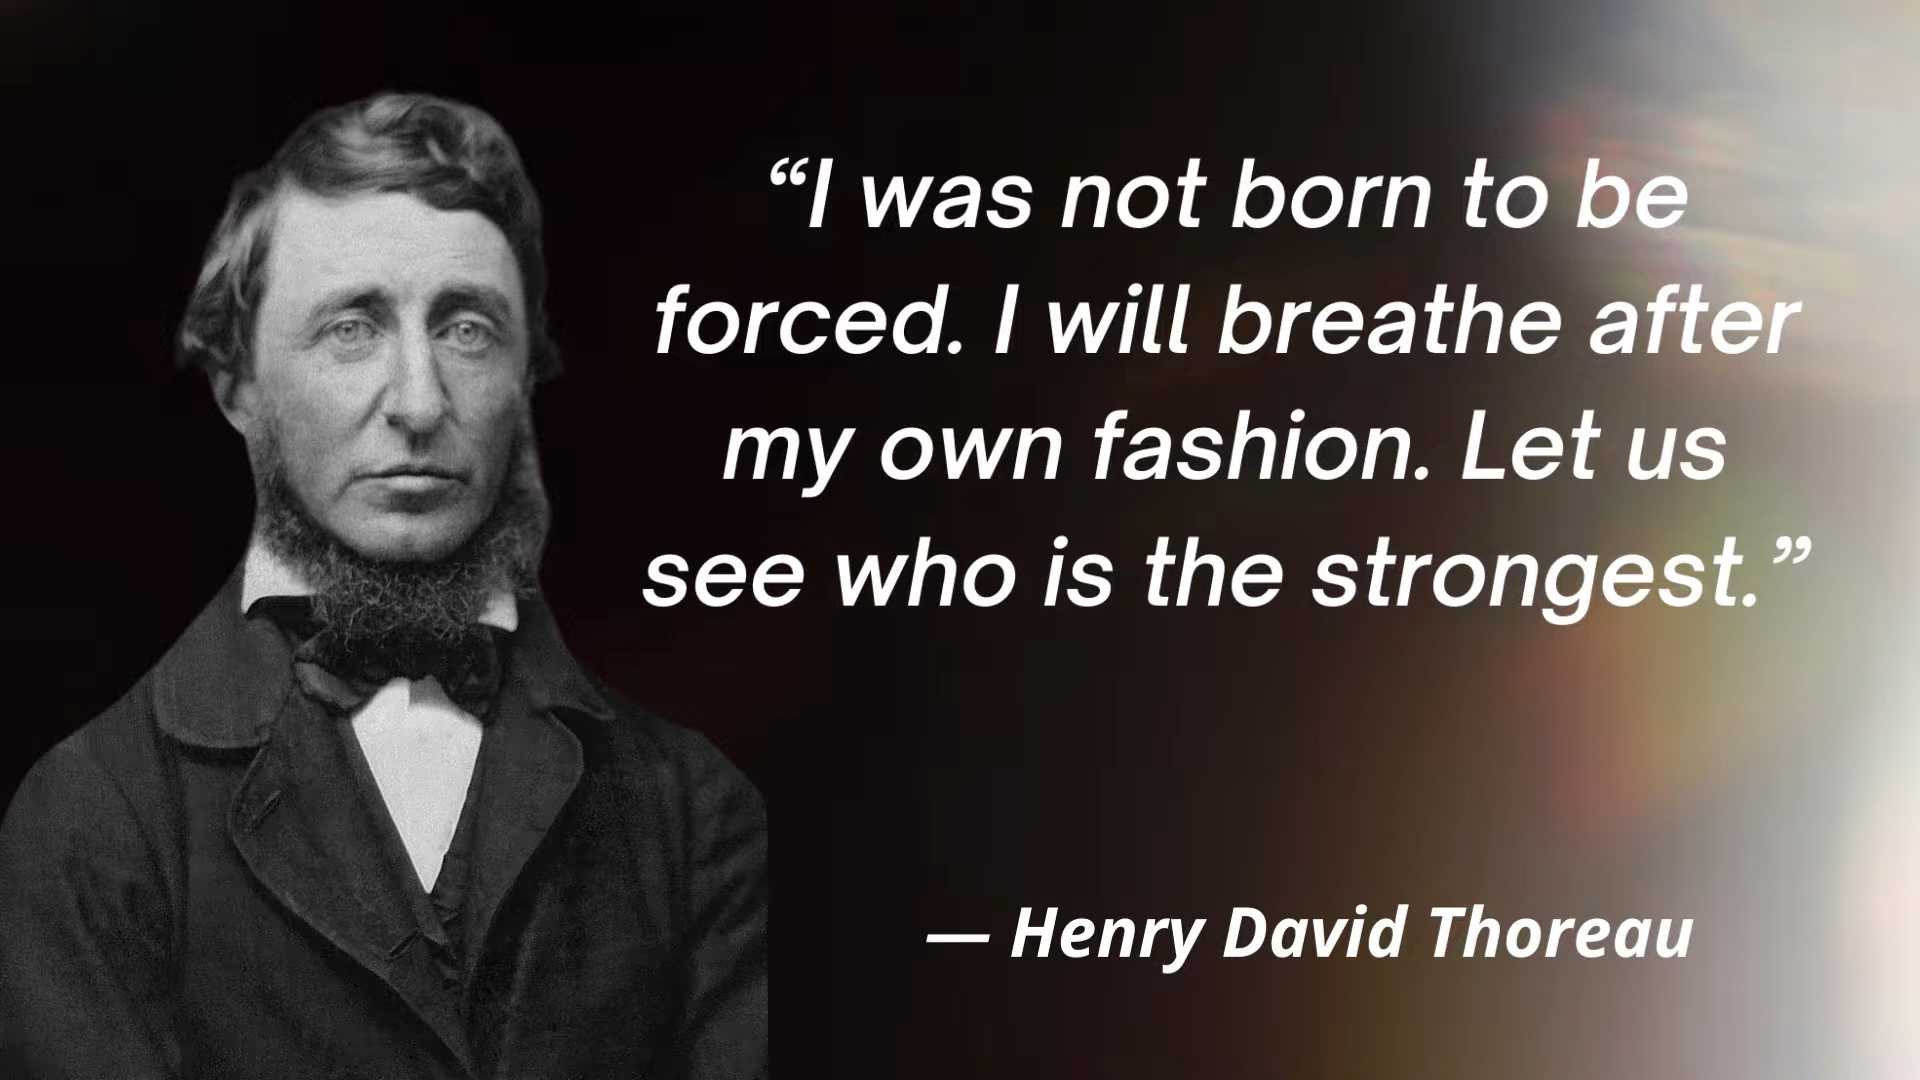 “I was not born to be
forced. I will breathe after
my own fashion. Let us
see who is the strongest.”
— Henry David Thoreau